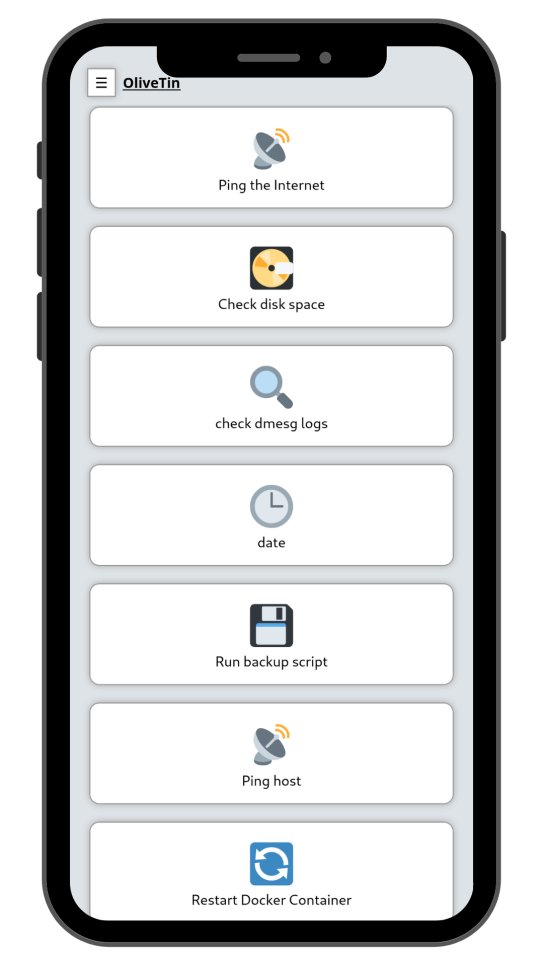 ☰ OliveTin
Ping the Internet
Check disk space
check dmesg logs
date
Run backup script
Ping host
Restart Docker Container